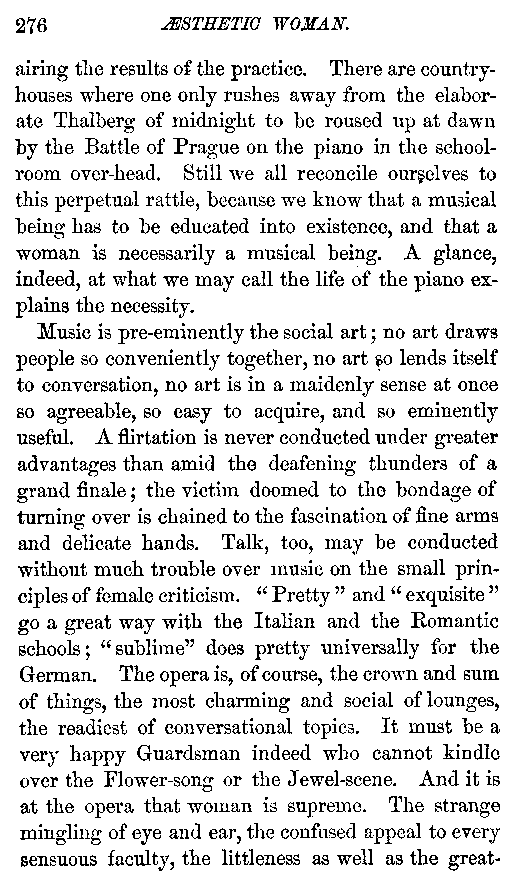 276 ÆSTHETIC WOMAN.
airing the results of the practice. There are country-
houses where one only rushes away from the elabor-
ate Thalberg of midnight to be roused up at dawn
by the Battle of Prague on the piano in the school-
room over-head. Still we all reconcile ourselves to
this perpetual rattle, because we know that a musical
being has to be educated into existence, and that a
woman is necessarily a musical being. A glance,
indeed, at what we may call the life of the piano ex-
plains the necessity.
Music is pre-eminently the social art; no art draws
people so conveniently together, no art so lends itself
to conversation, no art is in a maidenly sense at once
so agreeable, so easy to acquire, and so eminently
useful. A flirtation is never conducted under greater
advantages than amid the deafening thunders of a
grand finale; the victim doomed to the bondage of
turning over is chained to the fascination of fine arms
and delicate hands. Talk, too, may be conducted
without much trouble over music on the small prin-
ciples of female criticism. "Pretty" and "exquisite"
go a great way with the Italian and the Romantic
schools; "sublime" does pretty universally for the
German. The opera is, of course, the crown and sum
of things, the most charming and social of lounges,
the readiest of conversational topics. It must be a
very happy Guardsman indeed who cannot kindle
over the Flower-song or the Jewel-scene. And it is
at the opera that woman is supreme. The strange
mingling of eye and ear, the confused appeal to every
sensuous faculty, the littleness as well as the great-